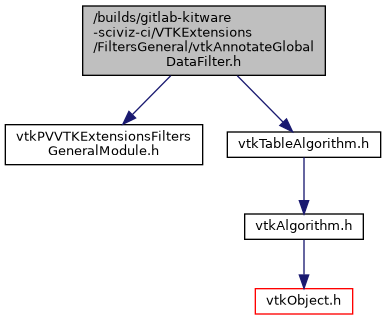 /builds/gitlab-kitware
-sciviz-ci/VTKExtensions
/FiltersGeneral/vtkAnnotateGlobal
DataFilter.h
vtkPVVTKExtensionsFilters
GeneralModule.h
vtkTableAlgorithm.h
vtkAlgorithm.h
vtkObject.h